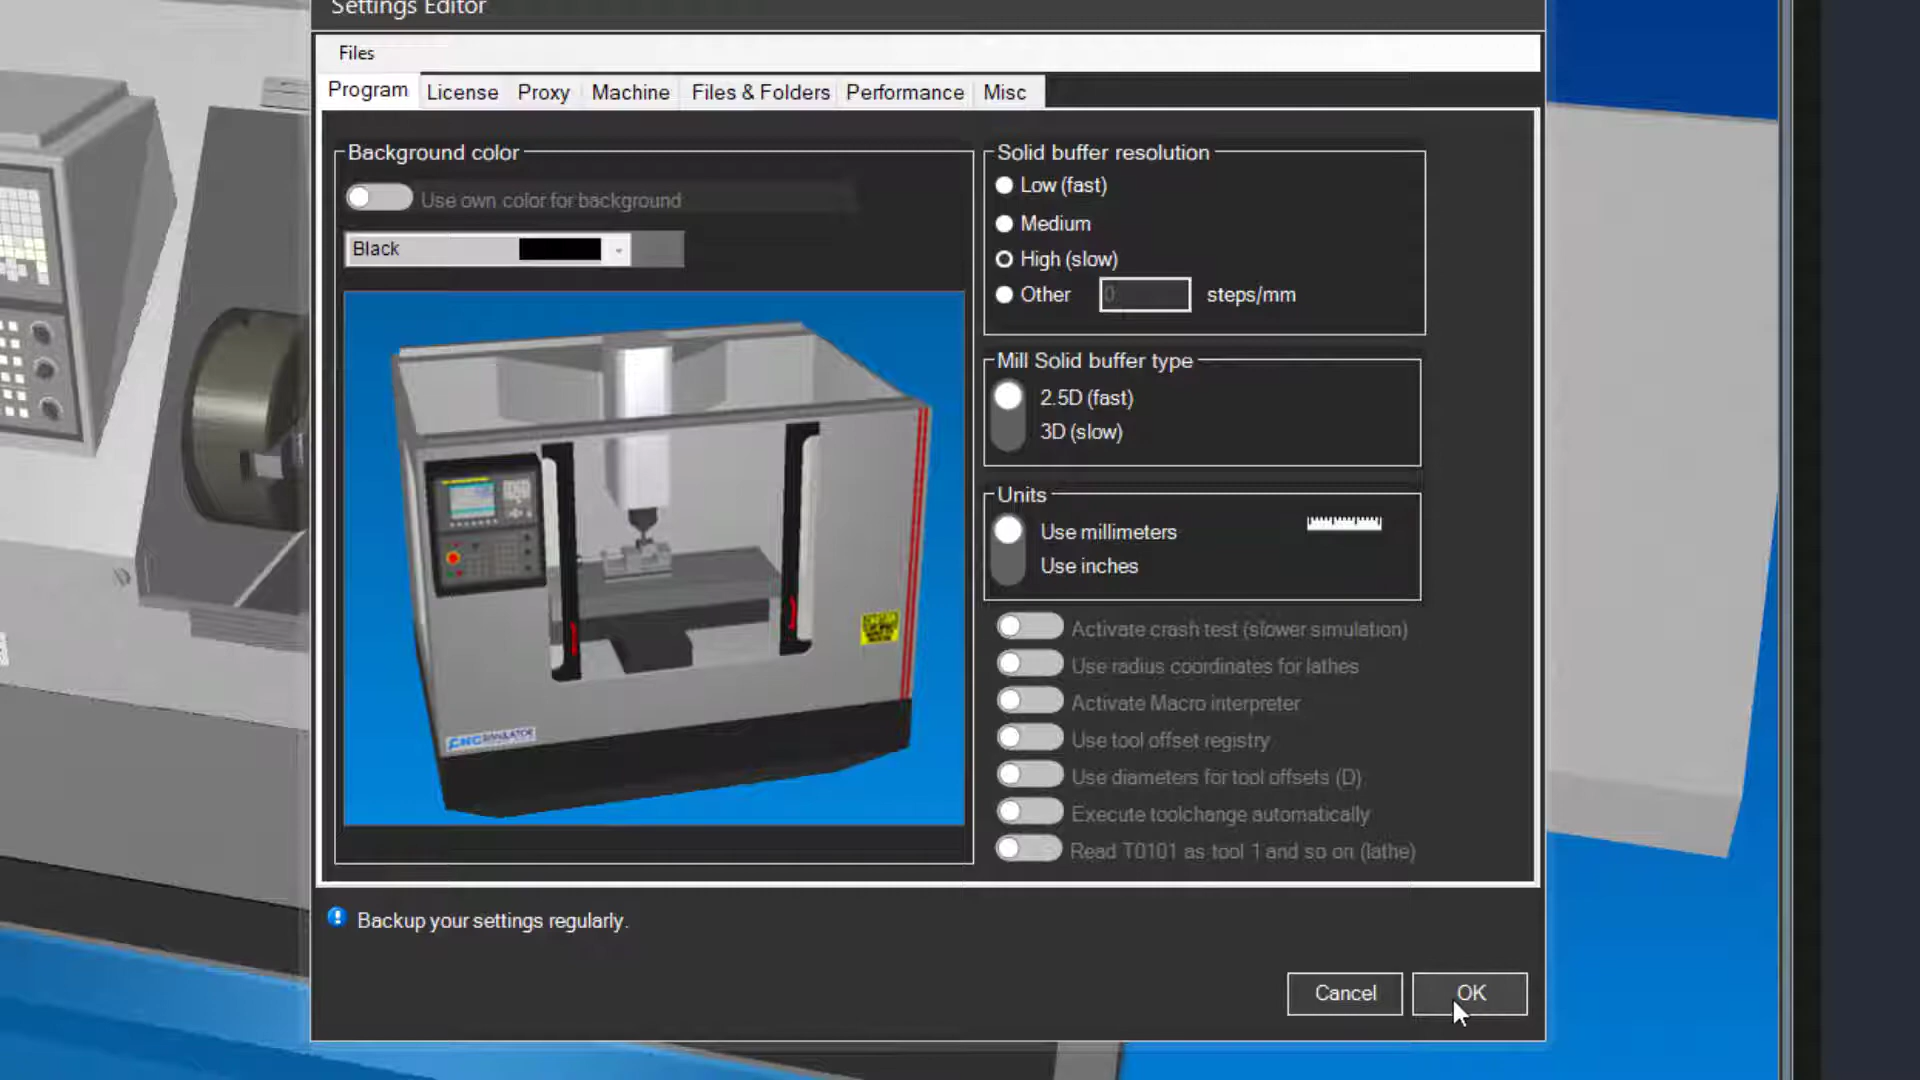 Settings Editor
Files
Program License Proxy Machine Files & Folders Performance Misc
Background color
Use own color for background
Black
CNC SIMULATOR
Solid buffer resolution
Low (fast)
Medium
High (slow)
Other 0 steps/mm
Mill Solid buffer type
2.5D (fast)
3D (slow)
Units
Use millimeters
Use inches
Activate crash test (slower simulation)
Use radius coordinates for lathes
Activate Macro interpreter
Use tool offset registry
Use diameters for tool offsets (D)
Execute toolchange automatically
Read T0101 as tool 1 and so on (lathe)
Backup your settings regularly.
Cancel OK